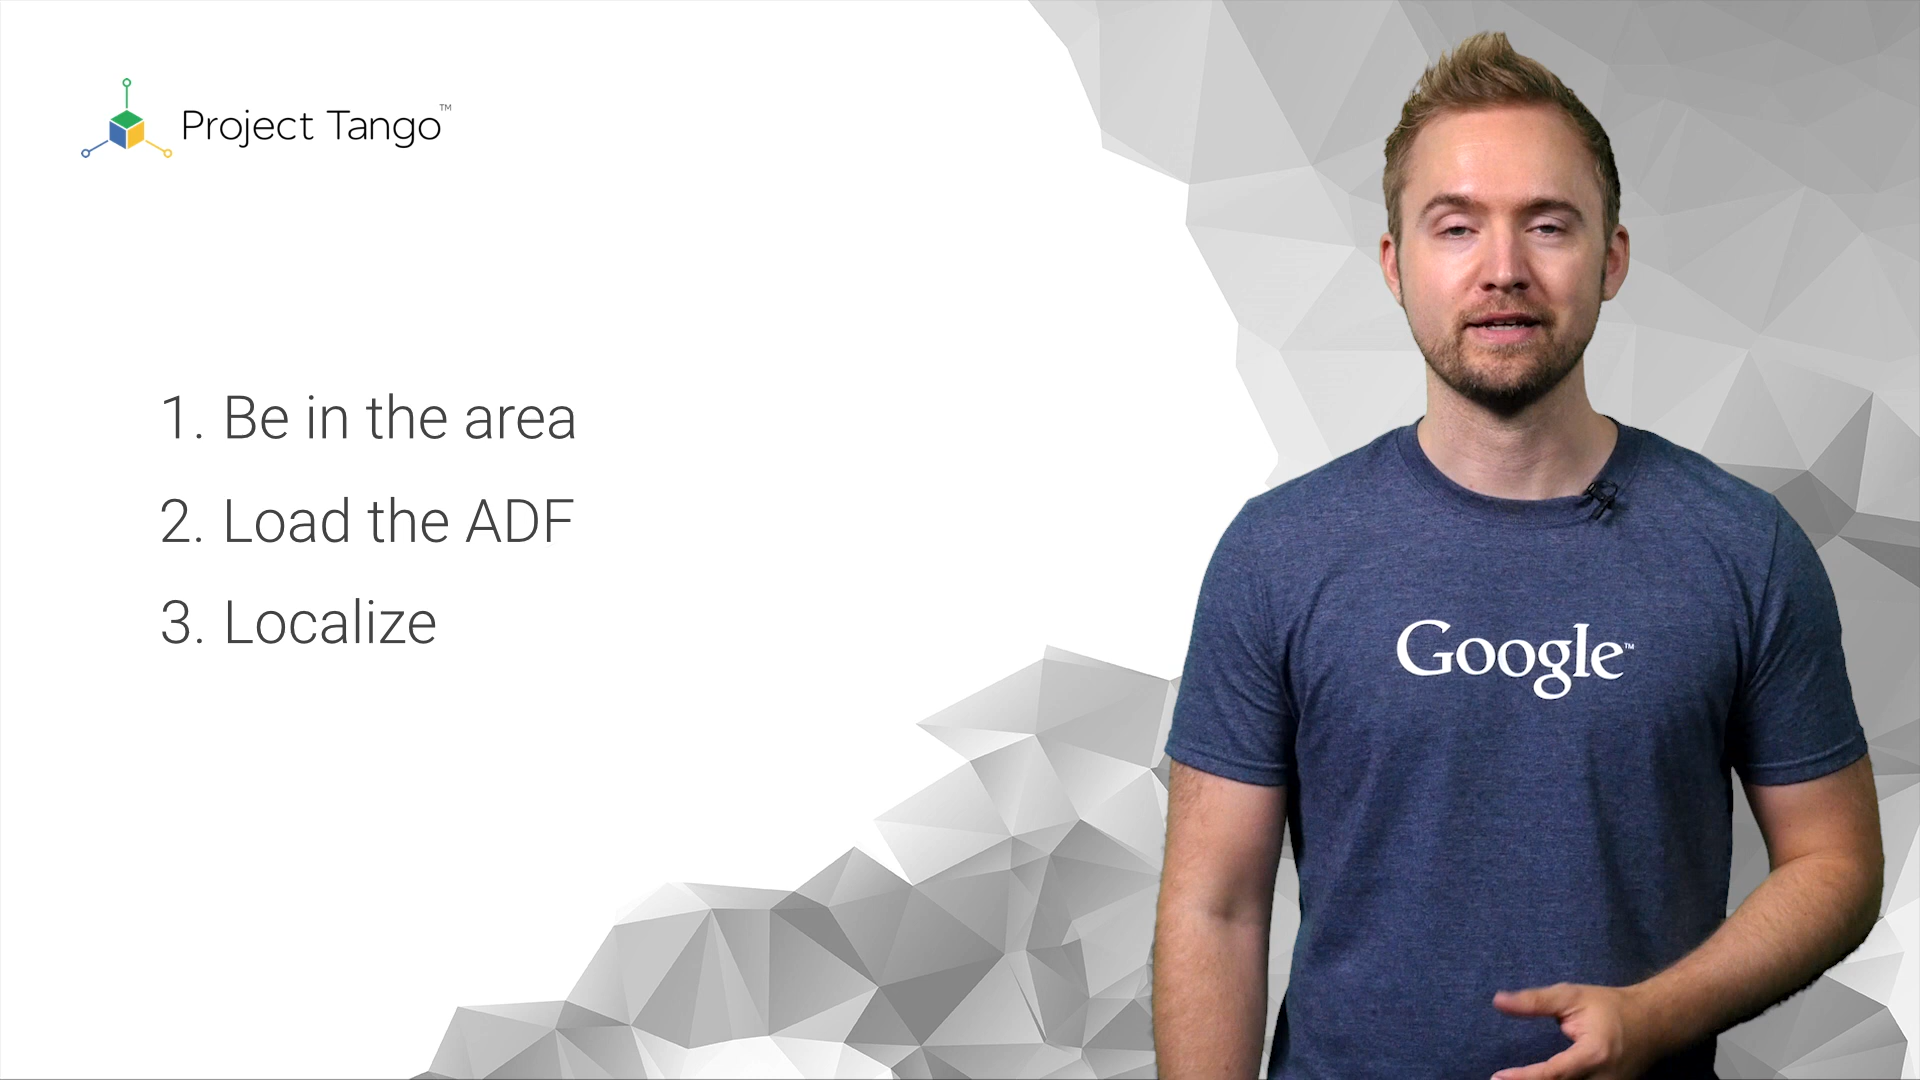 Project Tango™
1. Be in the area
2. Load the ADF
3. Localize
Google™